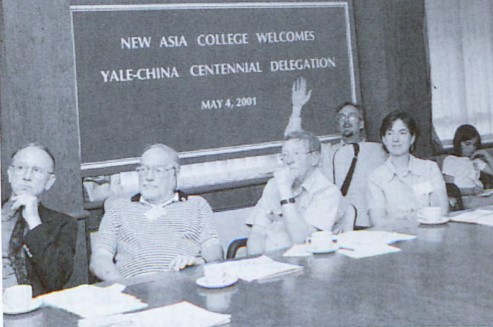 NEW ASIA COLLEGE WELCOMES
YALE-CHINA CENTENNIAL DELEGATION
MAY 4, 2001